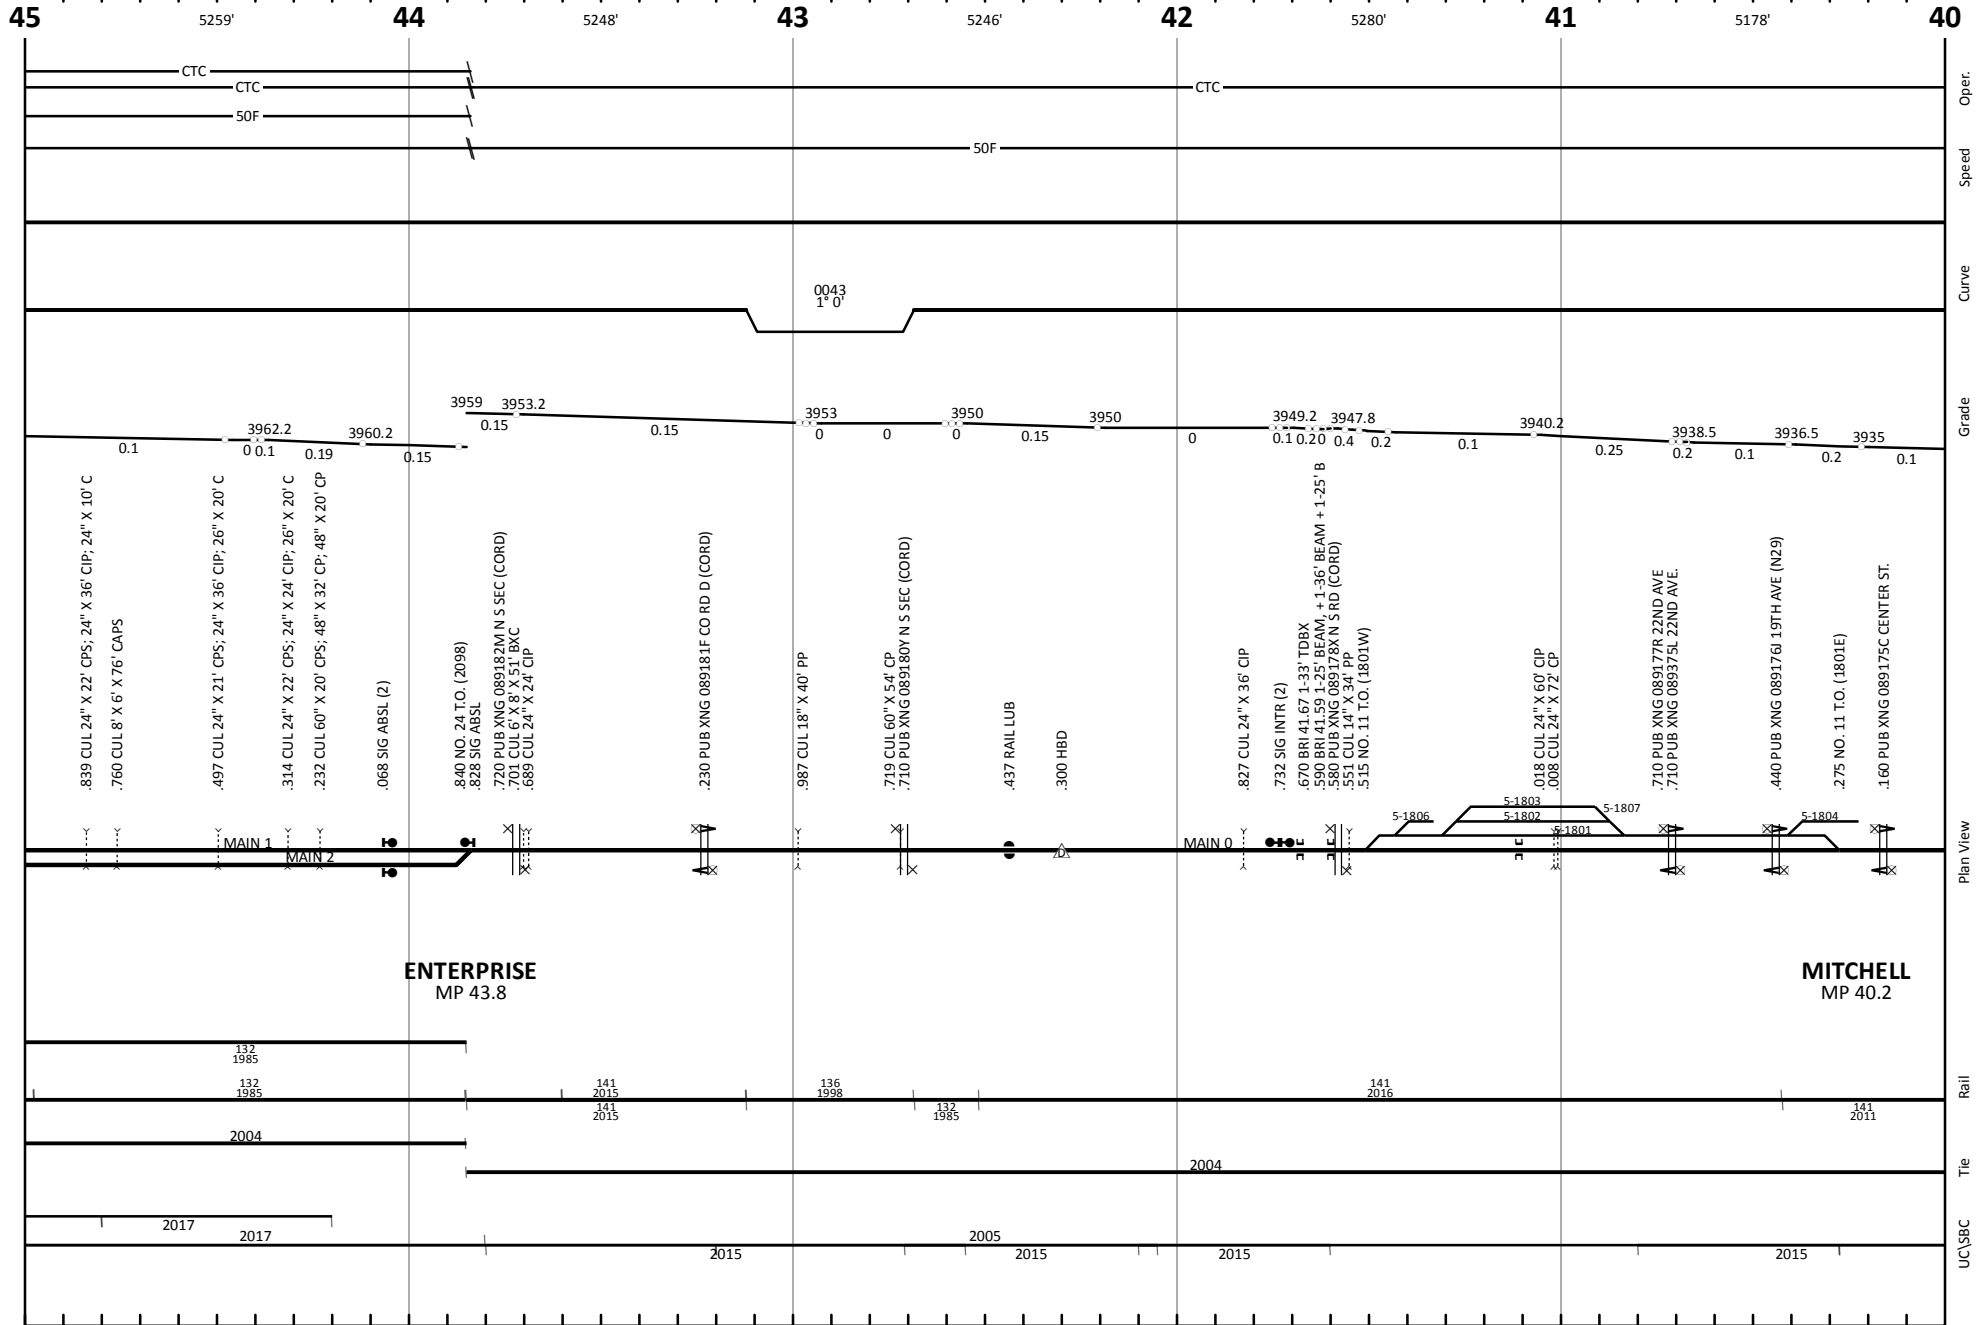 45 5259' 44 5248' 43 5246' 42 5280' 41 5178' 40
CTC
CTC
CTC
50F
50F
Oper.
Speed
0043
1° 0'
Curve
3962.2
3960.2
3959
3953.2
3953
3950
3950
3949.2
3947.8
3940.2
3938.5
3936.5
3935
0.1
0
0.1
0.19
0.15
0.15
0.15
0
0
0
0.15
0
0.1
0.2
0
0.4
0.2
0.1
0.25
0.2
0.1
0.2
0.1
Grade
.839 CUL 24" X 22' CPS; 24" X 36' CIP; 24" X 10' C
.760 CUL 8' X 6' X 76' CAPS
.497 CUL 24" X 21' CPS; 24" X 36' CIP; 26" X 20' C
.314 CUL 24" X 22' CPS; 24" X 24' CIP; 26" X 20' C
.232 CUL 60" X 20' CPS; 48" X 32' CP; 48" X 20' CP
.068 SIG ABSL (2)
.840 NO. 24 T.O. (2098)
.828 SIG ABSL
.720 PUB XNG 089182M N S SEC (CORD)
.701 CUL 6' X 8' X 51' BXC
.689 CUL 24" X 24' CIP
.230 PUB XNG 089181F CO RD D (CORD)
.987 CUL 18" X 40' PP
.719 CUL 60" X 54' CP
.710 PUB XNG 089180Y N S SEC (CORD)
.437 RAIL LUB
.300 HBD
.827 CUL 24" X 36' CIP
.732 SIG INTR (2)
.670 BRI 41.67 1-33' TDBX
.590 BRI 41.59 1-25' BEAM, + 1-36' BEAM + 1-25' B
.580 PUB XNG 089178X N S RD (CORD)
.551 CUL 14" X 34' PP
.515 NO. 11 T.O. (1801W)
.018 CUL 24" X 60' CIP
.008 CUL 24" X 72' CP
.710 PUB XNG 089177R 22ND AVE
.710 PUB XNG 089375L 22ND AVE.
.440 PUB XNG 089176J 19TH AVE (N29)
.275 NO. 11 T.O. (1801E)
.160 PUB XNG 089175C CENTER ST.
5-1803
5-1806
5-1802
5-1807
5-1801
5-1804
MAIN 1
MAIN 2
MAIN 0
D
Plan View
ENTERPRISE
MP 43.8
MITCHELL
MP 40.2
132
1985
132
1985
141
2015
141
2015
136
1998
132
1985
141
2016
141
2011
Rail
2004
2004
Tie
2017
2017
2015
2005
2015
2015
2015
UC\SBC